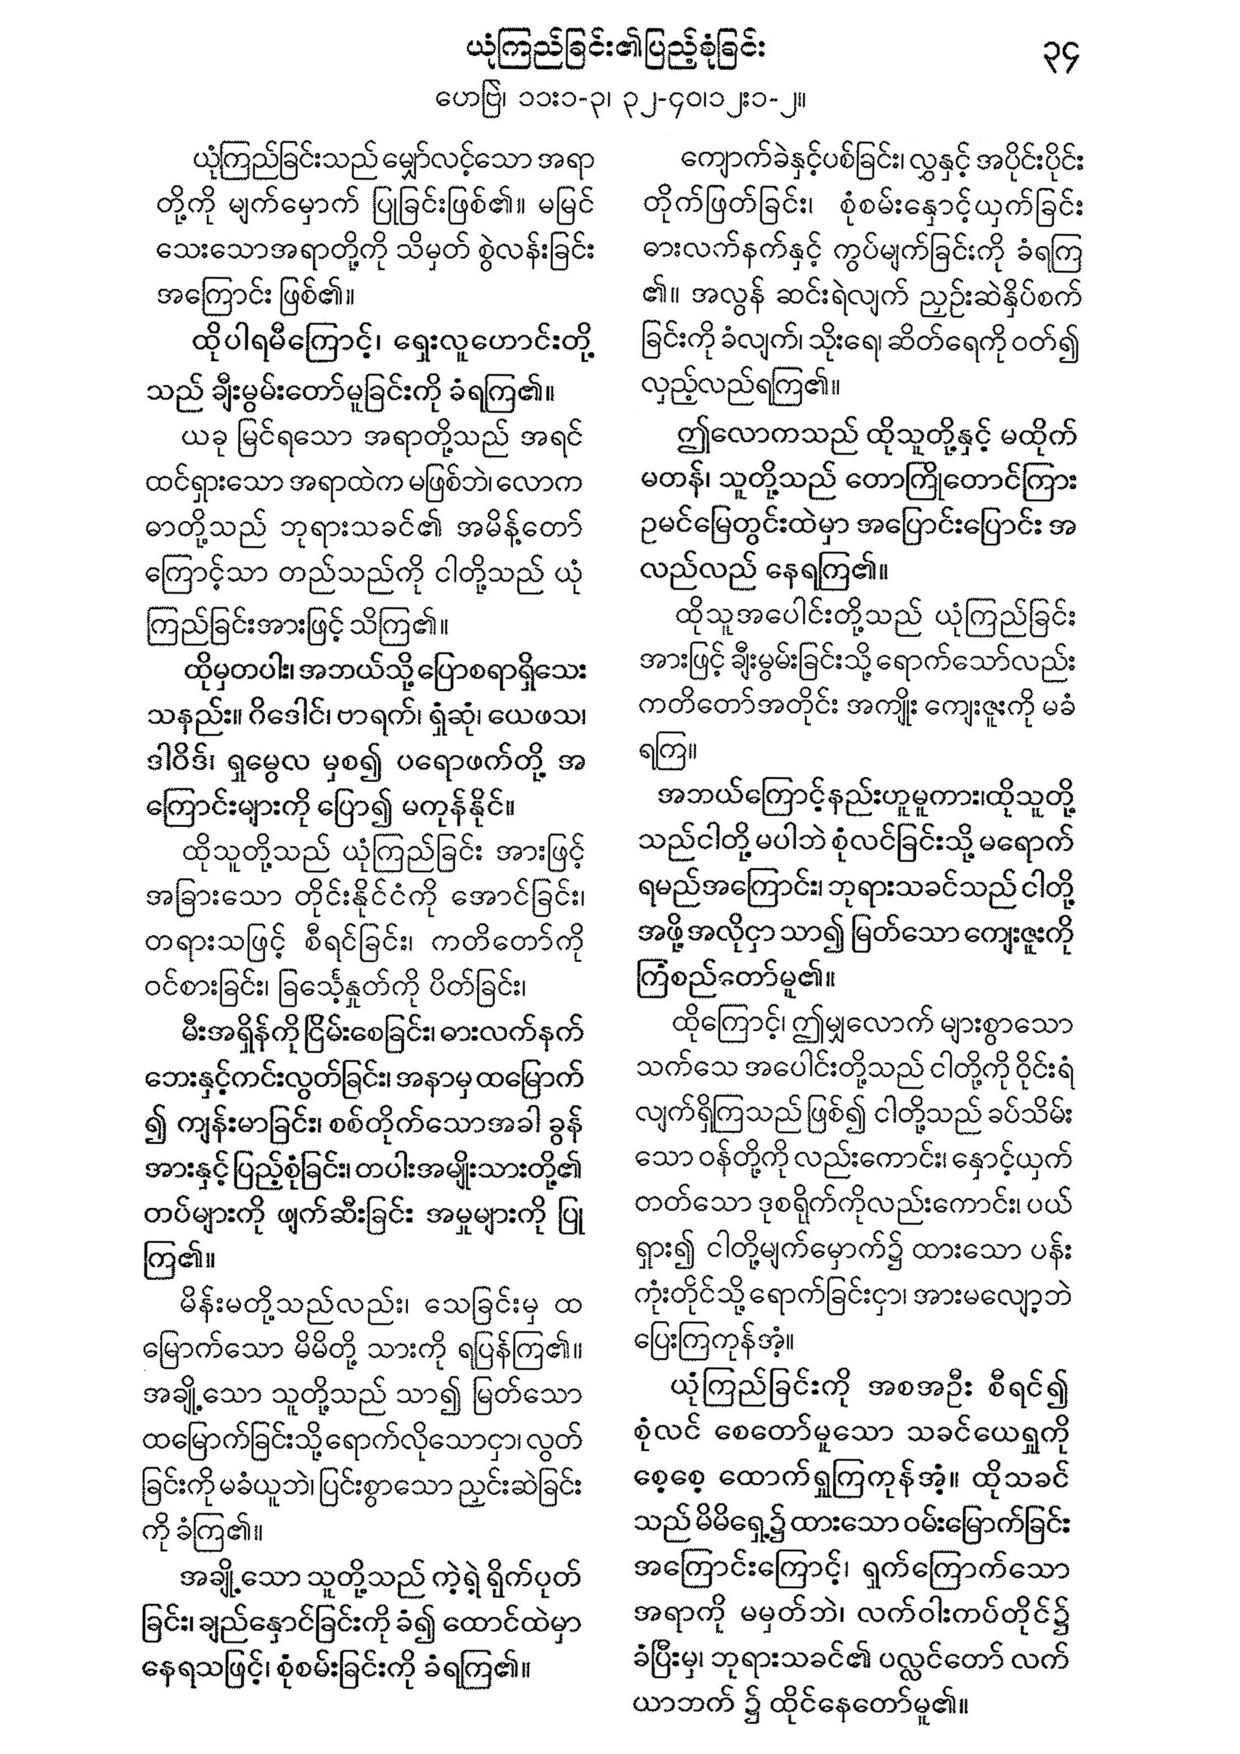 ယုံကြည်ခြင်း၏ပြည့်စုံခြင်း
၃၄
ဟေဗြဲ၊ ၁၁း၁-၃၊ ၃၂-၄၀၊၁၂း၁-၂။
ယုံကြည်ခြင်းသည် မျှော်လင့်သော အရာ
တို့ကို မျက်မှောက် ပြုခြင်းဖြစ်၏။ မမြင်
သေးသောအရာတို့ကို သိမှတ် စွဲလန်းခြင်း
အကြောင်း ဖြစ်၏။
ထိုပါရမီကြောင့်၊ ရှေးလူဟောင်းတို့
သည် ချီးမွမ်းတော်မူခြင်းကို ခံရကြ၏။
ယခု မြင်ရသော အရာတို့သည် အရင်
ထင်ရှားသော အရာထဲက မဖြစ်ဘဲ၊ လောက
ဓာတို့သည် ဘုရားသခင်၏ အမိန့်တော်
ကြောင့်သာ တည်သည်ကို ငါတို့သည် ယုံ
ကြည်ခြင်းအားဖြင့် သိကြ၏။
ထိုမှတပါး၊ အဘယ်သို့ ပြောစရာရှိသေး
သနည်း။ ဂိဒေါင်၊ ဗာရက်၊ ရှံဆုံ၊ ယေဖသ၊
ဒါဝိဒ်၊ ရှမွေလ မှစ၍ ပရောဖက်တို့ အ
ကြောင်းများကို ပြော၍ မကုန်နိုင်။
ထိုသူတို့သည် ယုံကြည်ခြင်း အားဖြင့်
အခြားသော တိုင်းနိုင်ငံကို အောင်ခြင်း၊
တရားသဖြင့် စီရင်ခြင်း၊ ကတိတော်ကို
ဝင်စားခြင်း၊ ခြင်္သေ့နှုတ်ကို ပိတ်ခြင်း၊
မီးအရှိန်ကို ငြိမ်းစေခြင်း၊ ဓားလက်နက်
ဘေးနှင့်ကင်းလွတ်ခြင်း၊ အနာမှ ထမြောက်
၍ ကျန်းမာခြင်း၊ စစ်တိုက်သောအခါ ခွန်
အားနှင့် ပြည့်စုံခြင်း၊ တပါးအမျိုးသားတို့၏
တပ်များကို ဖျက်ဆီးခြင်း အမှုများကို ပြု
ကြ၏။
မိန်းမတို့သည်လည်း၊ သေခြင်းမှ ထ
မြောက်သော မိမိတို့ သားကို ရပြန်ကြ၏။
အချို့သော သူတို့သည် သာ၍ မြတ်သော
ထမြောက်ခြင်းသို့ ရောက်လိုသောငှာ၊ လွတ်
ခြင်းကို မခံယူဘဲ၊ ပြင်းစွာသော ညှင်းဆဲခြင်း
ကို ခံကြ၏။
အချို့သော သူတို့သည် ကဲ့ရဲ့ ရိုက်ပုတ်
ခြင်း၊ ချည်နှောင်ခြင်းကို ခံ၍ ထောင်ထဲမှာ
နေရသဖြင့်၊ စုံစမ်းခြင်းကို ခံရကြ၏။
ကျောက်ခဲနှင့်ပစ်ခြင်း၊ လွှနှင့် အပိုင်းပိုင်း
တိုက်ဖြတ်ခြင်း၊ စုံစမ်းနှောင့်ယှက်ခြင်း
ဓားလက်နက်နှင့် ကွပ်မျက်ခြင်းကို ခံရကြ
၏။ အလွန် ဆင်းရဲလျက် ညှဉ်းဆဲနှိပ်စက်
ခြင်းကို ခံလျက်၊ သိုးရေ၊ ဆိတ်ရေကို ဝတ်၍
လှည့်လည်ရကြ၏။
ဤလောကသည် ထိုသူတို့နှင့် မထိုက်
မတန်၊ သူတို့သည် တောကြိုတောင်ကြား
ဥမင်မြေတွင်းထဲမှာ အပြောင်းပြောင်း အ
လည်လည် နေရကြ၏။
ထိုသူအပေါင်းတို့သည် ယုံကြည်ခြင်း
အားဖြင့် ချီးမွမ်းခြင်းသို့ ရောက်သော်လည်း
ကတိတော်အတိုင်း အကျိုး ကျေးဇူးကို မခံ
ရကြ။
အဘယ်ကြောင့်နည်းဟူမူကား၊ထိုသူတို့
သည်ငါတို့ မပါဘဲ စုံလင်ခြင်းသို့ မရောက်
ရမည်အကြောင်း၊ ဘုရားသခင်သည် ငါတို့
အဖို့ အလိုငှာ သာ၍ မြတ်သော ကျေးဇူးကို
ကြံစည်တော်မူ၏။
ထိုကြောင့်၊ ဤမျှလောက် များစွာသော
သက်သေ အပေါင်းတို့သည် ငါတို့ကို ဝိုင်းရံ
လျက်ရှိကြသည် ဖြစ်၍ ငါတို့သည် ခပ်သိမ်း
သော ဝန်တို့ကို လည်းကောင်း၊ နှောင့်ယှက်
တတ်သော ဒုစရိုက်ကိုလည်းကောင်း၊ ပယ်
ရှား၍ ငါတို့မျက်မှောက်၌ ထားသော ပန်း
ကုံးတိုင်သို့ ရောက်ခြင်းငှာ၊ အားမလျော့ဘဲ
ပြေးကြကုန်အံ့။
ယုံကြည်ခြင်းကို အစအဦး စီရင်၍
စုံလင် စေတော်မူသော သခင်ယေရှုကို
စေ့စေ့ ထောက်ရှုကြကုန်အံ့။ ထိုသခင်
သည် မိမိရှေ့၌ ထားသော ဝမ်းမြောက်ခြင်း
အကြောင်းကြောင့်၊ ရှက်ကြောက်သော
အရာကို မမှတ်ဘဲ၊ လက်ဝါးကပ်တိုင်၌
ခံပြီးမှ၊ ဘုရားသခင်၏ ပလ္လင်တော် လက်
ယာဘက် ၌ ထိုင်နေတော်မူ၏။